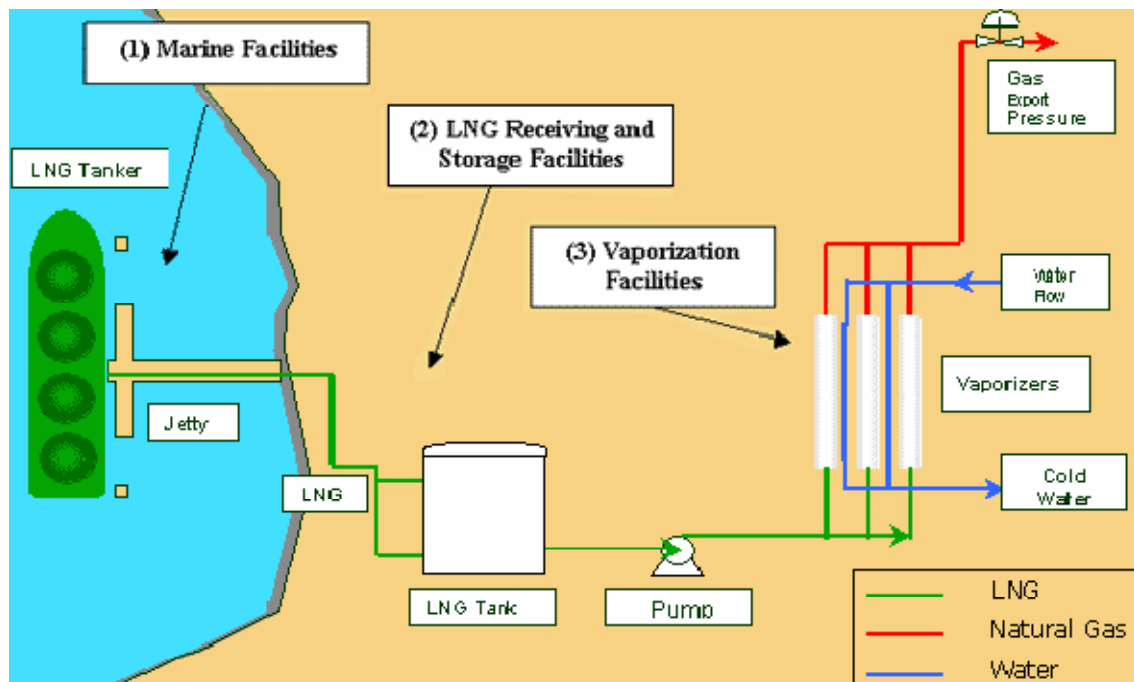 (1) Marine Facilities
(2) LNG Receiving and
Storage Facilities
(3) Vaporization
Facilities
Gas
Export
Pressure
LNG Tanker
Water
Flow
Vaporizers
Jetty
LNG
Cold
Water
LNG Tank
Pump
LNG
Natural Gas
Water